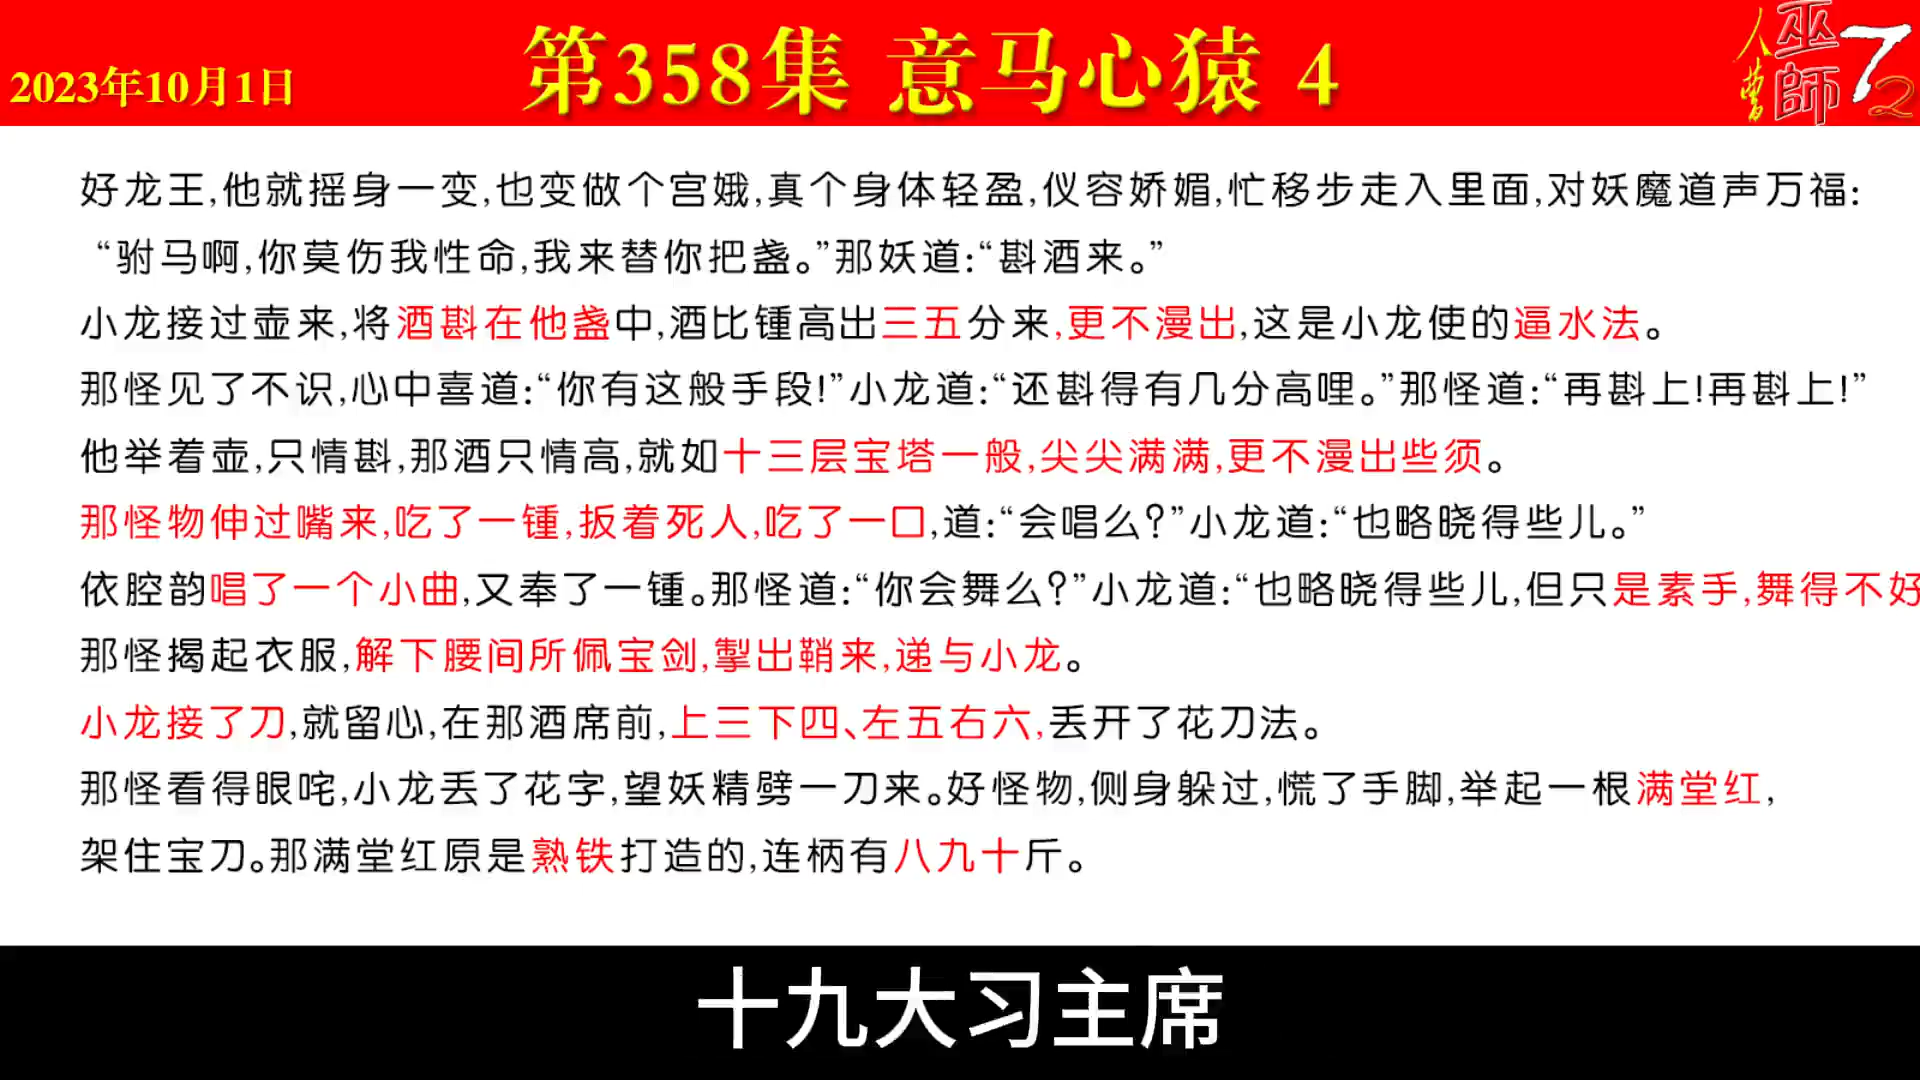 2023年10月1日
第358集 意马心猿 4
人曹
巫師
72
好龙王,他就摇身一变,也变做个宫娥,真个身体轻盈,仪容娇媚,忙移步走入里面,对妖魔道声万福:
“驸马啊,你莫伤我性命,我来替你把盏。”那妖道:“斟酒来。”
小龙接过壶来,将酒斟在他盏中,酒比锺高出三五分来,更不漫出,这是小龙使的逼水法。
那怪见了不识,心中喜道:“你有这般手段!”小龙道:“还斟得有几分高哩。”那怪道:“再斟上!再斟上!”
他举着壶,只情斟,那酒只情高,就如十三层宝塔一般,尖尖满满,更不漫出些须。
那怪物伸过嘴来,吃了一锺,扳着死人,吃了一口,道:“会唱么?”小龙道:“也略晓得些儿。”
依腔韵唱了一个小曲,又奉了一锺。那怪道:“你会舞么?”小龙道:“也略晓得些儿,但只是素手,舞得不好
那怪揭起衣服,解下腰间所佩宝剑,掣出鞘来,递与小龙。
小龙接了刀,就留心,在那酒席前,上三下四、左五右六,丢开了花刀法。
那怪看得眼咤,小龙丢了花字,望妖精劈一刀来。好怪物,侧身躲过,慌了手脚,举起一根满堂红,
架住宝刀。那满堂红原是熟铁打造的,连柄有八九十斤。
十九大习主席